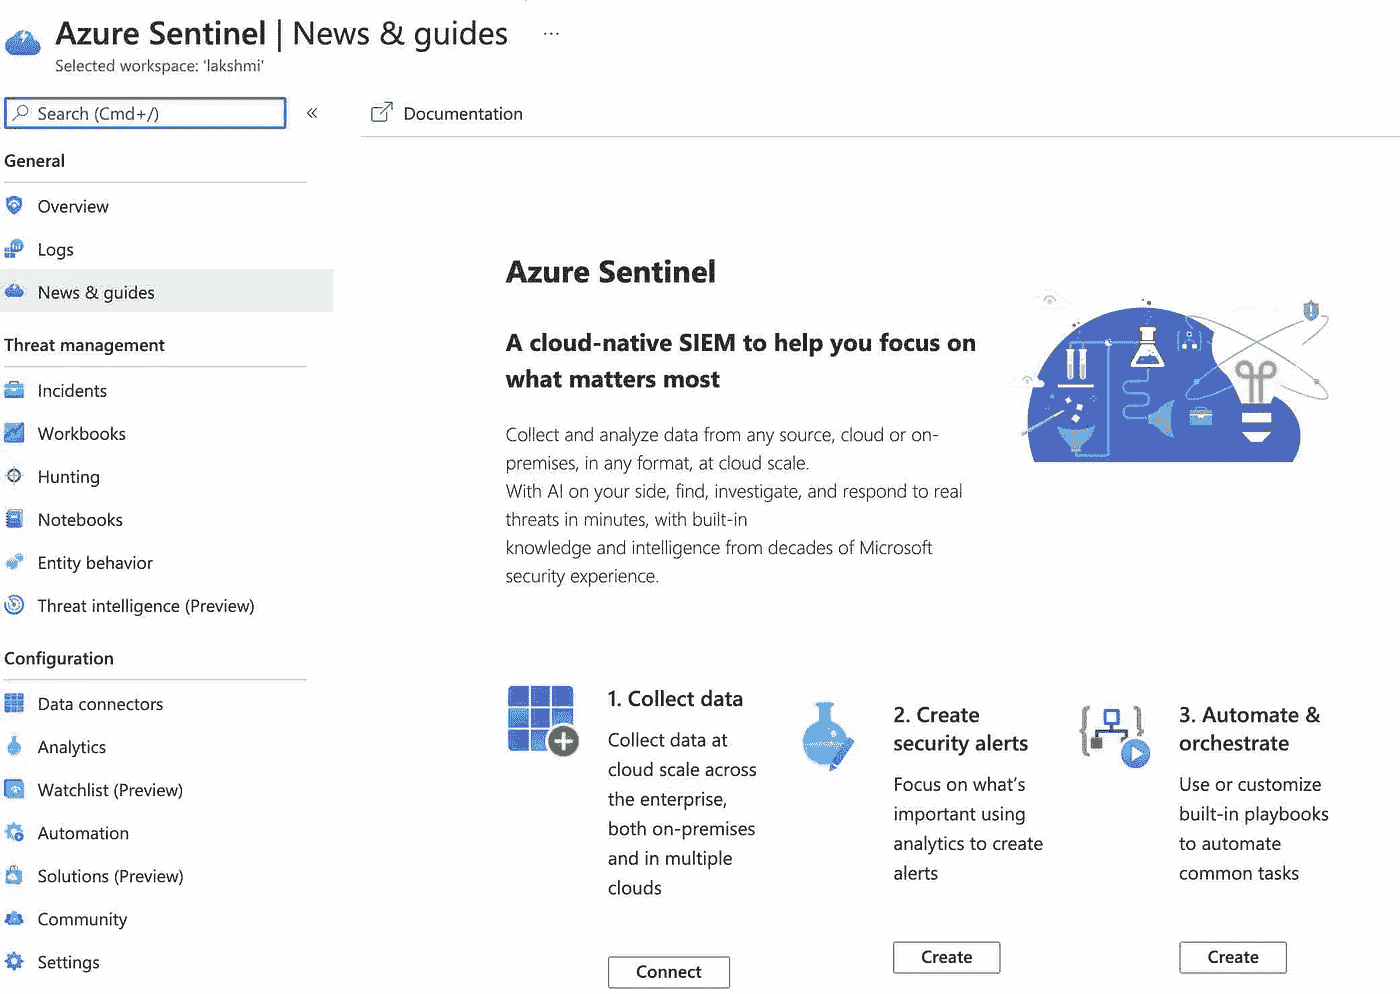 Azure Sentinel | News & guides ...
Selected workspace: 'lakshmi'
Search (Cmd+/)
«
Documentation
General
Overview
Logs
News & guides
Threat management
Incidents
Workbooks
Hunting
Notebooks
Entity behavior
Threat intelligence (Preview)
Configuration
Data connectors
Analytics
Watchlist (Preview)
Automation
Solutions (Preview)
Community
Settings
Azure Sentinel
A cloud-native SIEM to help you focus on
what matters most
Collect and analyze data from any source, cloud or on-
premises, in any format, at cloud scale.
With AI on your side, find, investigate, and respond to real
threats in minutes, with built-in
knowledge and intelligence from decades of Microsoft
security experience.
1. Collect data
Collect data at
cloud scale across
the enterprise,
both on-premises
and in multiple
clouds
Connect
2. Create
security alerts
Focus on what's
important using
analytics to create
alerts
Create
3. Automate &
orchestrate
Use or customize
built-in playbooks
to automate
common tasks
Create